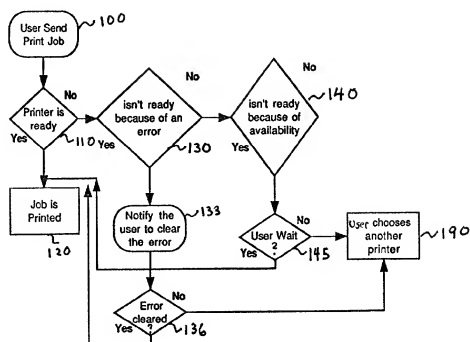 User Send
Print Job
100
No
Printer is
ready
Yes
110
No
isn't ready
because of an
error
Yes
130
No
isn't ready
because of
availability
Yes
140
Job is
Printed
120
Notify the
user to clear
the error
133
No
User Wait
?
Yes
145
User chooses
another
printer
190
No
Error
cleared
?
Yes
136